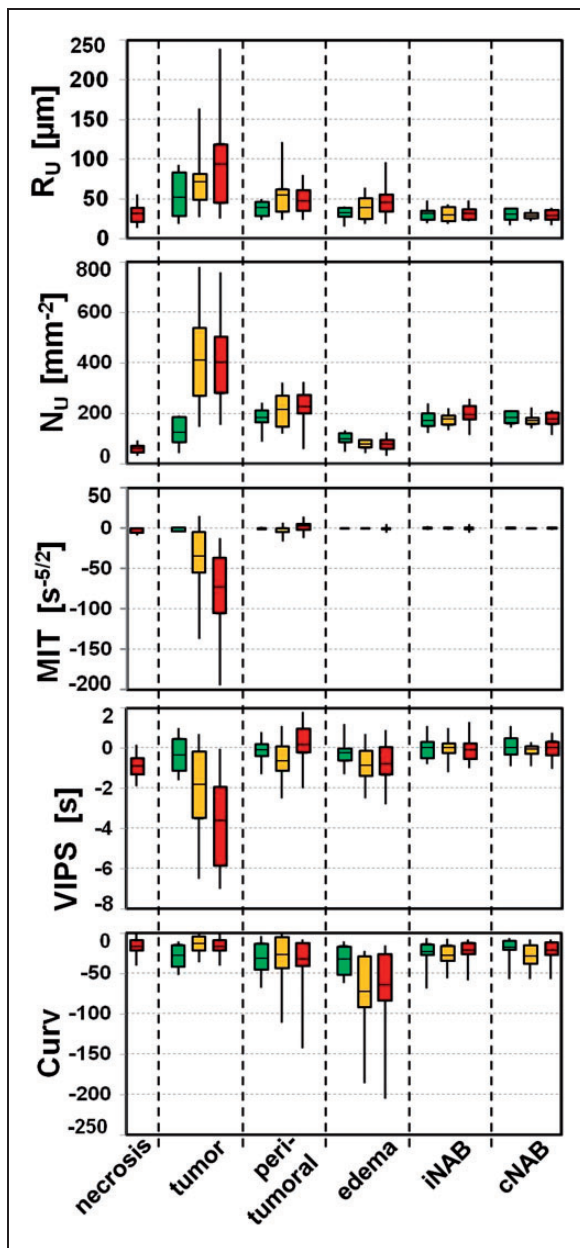 250
200
150
100
50
0
R_U [µm]
800
600
400
200
0
N_U [mm⁻²]
50
0
-50
-100
-150
-200
MIT [s⁻⁵/²]
2
0
-2
-4
-6
-8
VIPS [s]
0
-50
-100
-150
-200
-250
Curv
necrosis
tumor
peri-
tumoral
edema
iNAB
cNAB